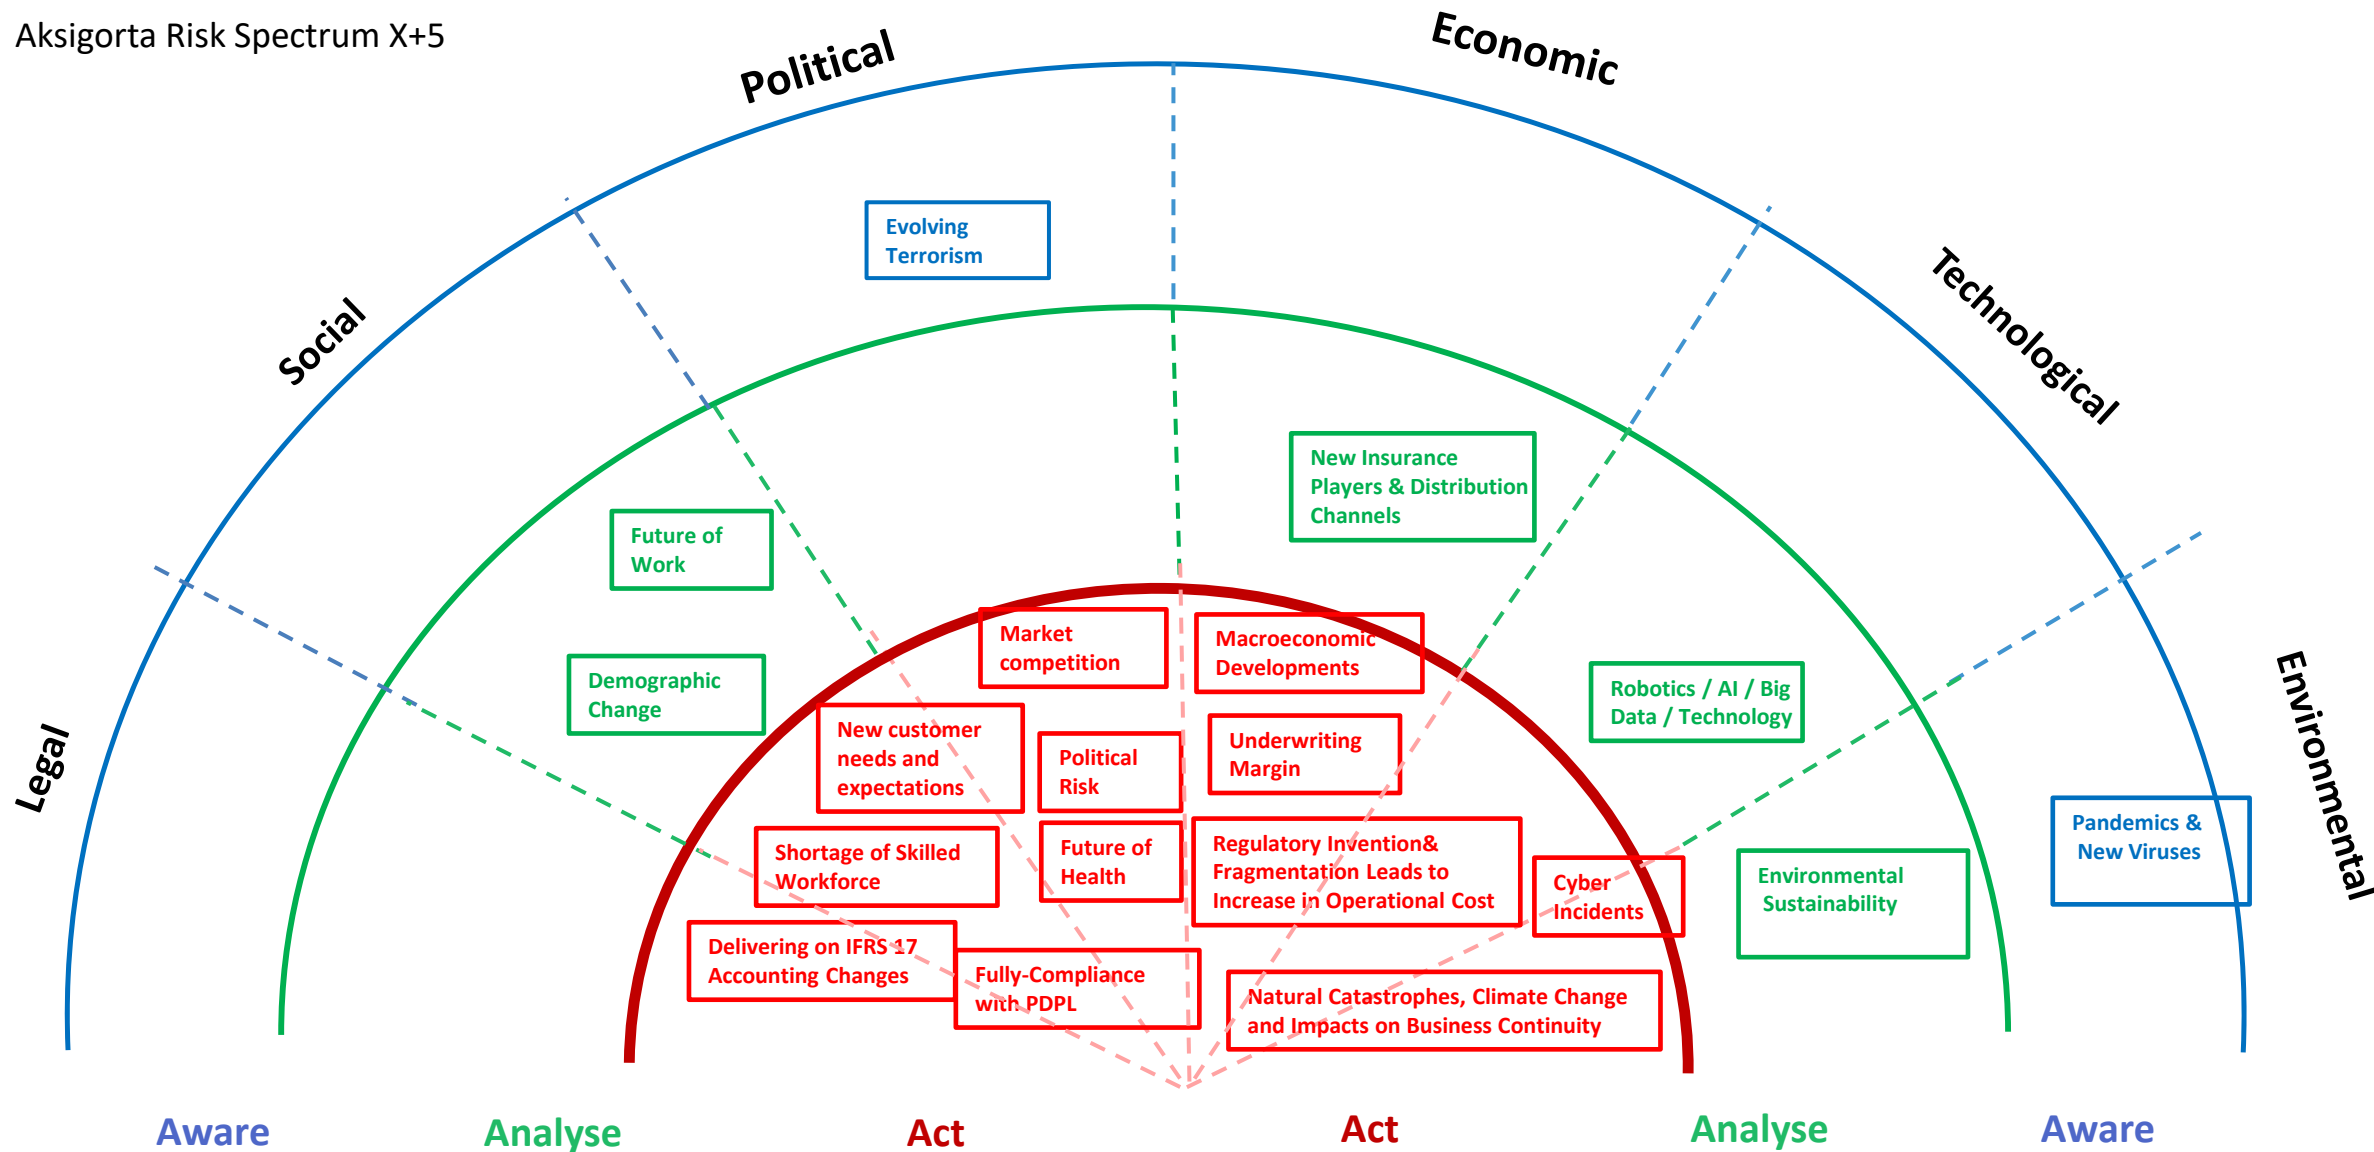 Aksigorta Risk Spectrum X+5
Political
Economic
Social
Technological
Legal
Environmental
Evolving
Terrorism
New Insurance
Players & Distribution
Channels
Future of
Work
Demographic
Change
Market
competition
Macroeconomic
Developments
Robotics / AI / Big
Data / Technology
New customer
needs and
expectations
Political
Risk
Underwriting
Margin
Pandemics &
New Viruses
Shortage of Skilled
Workforce
Future of
Health
Regulatory Invention&
Fragmentation Leads to
Increase in Operational Cost
Cyber
Incidents
Environmental
Sustainability
Delivering on IFRS 17
Accounting Changes
Fully-Compliance
with PDPL
Natural Catastrophes, Climate Change
and Impacts on Business Continuity
Aware
Analyse
Act
Act
Analyse
Aware